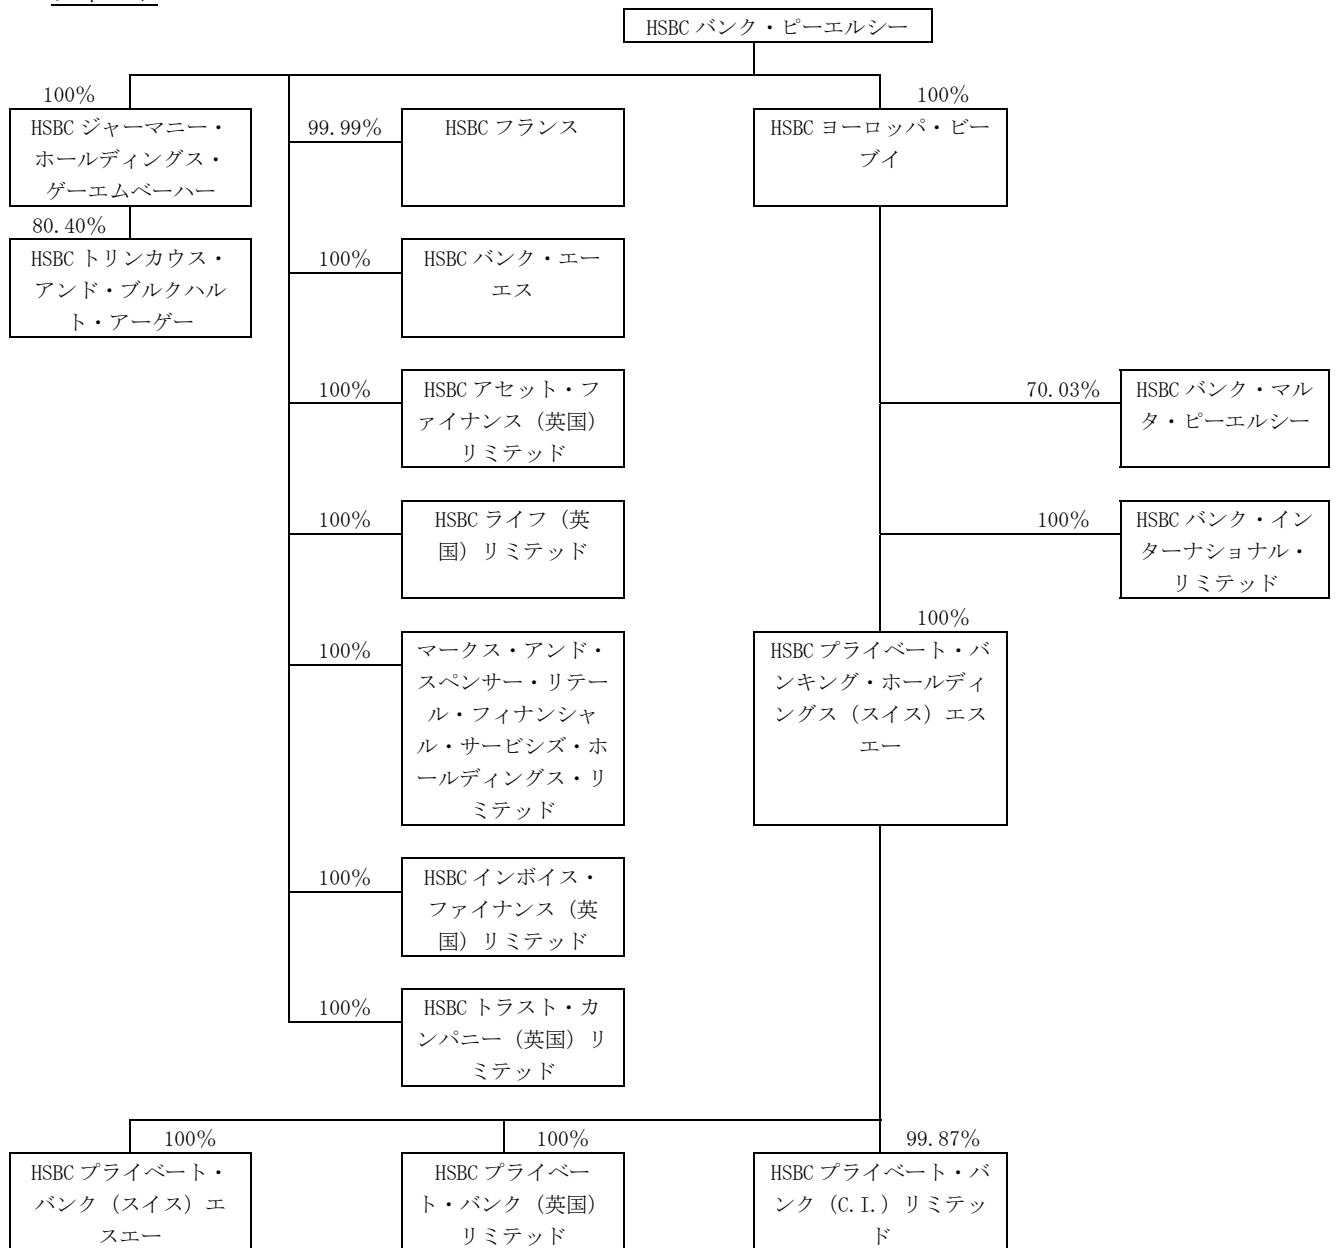 HSBC バンク・ピーエルシー
100%
100%
HSBC ジャーマニー・
ホールディングス・
ゲーエムベーハー
99.99%
HSBC フランス
HSBC ヨーロッパ・ビー
ブイ
80.40%
HSBC トリンカウス・
アンド・ブルクハル
ト・アーゲー
100%
HSBC バンク・エー
エス
100%
HSBC アセット・フ
ァイナンス（英国）
リミテッド
70.03%
HSBC バンク・マル
タ・ピーエルシー
100%
HSBC ライフ（英
国）リミテッド
100%
HSBC バンク・イン
ターナショナル・
リミテッド
100%
マークス・アンド・
スペンサー・リテー
ル・フィナンシャ
ル・サービシズ・ホ
ールディングス・リ
ミテッド
100%
HSBC プライベート・バ
ンキング・ホールディ
ングス（スイス）エス
エー
100%
HSBC インボイス・
ファイナンス（英
国）リミテッド
100%
HSBC トラスト・カ
ンパニー（英国）リ
ミテッド
100%
HSBC プライベート・
バンク（スイス）エ
スエー
100%
HSBC プライベー
ト・バンク（英国）
リミテッド
99.87%
HSBC プライベート・バ
ンク（C.I.）リミテッ
ド